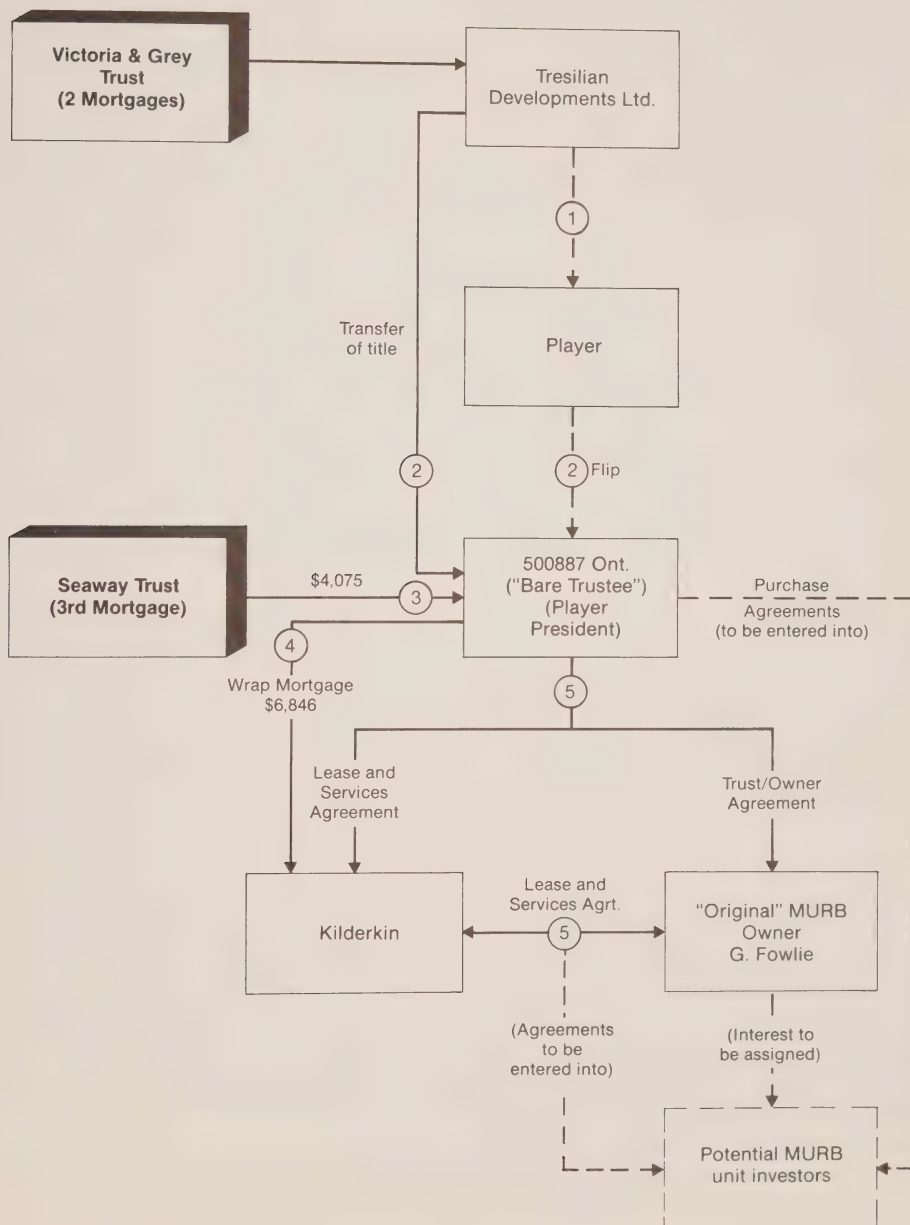 Victoria & Grey
Trust
(2 Mortgages)
Tresilian
Developments Ltd.
1
Transfer
of title
Player
2
2 Flip
Seaway Trust
(3rd Mortgage)
$4,075
3
500887 Ont.
("Bare Trustee")
(Player
President)
Purchase
Agreements
(to be entered into)
4
Wrap Mortgage
$6,846
5
Lease and
Services
Agreement
Trust/Owner
Agreement
Kilderkin
Lease and
Services Agrt.
5
"Original" MURB
Owner
G. Fowlie
(Agreements
to be
entered into)
(Interest to
be assigned)
Potential MURB
unit investors